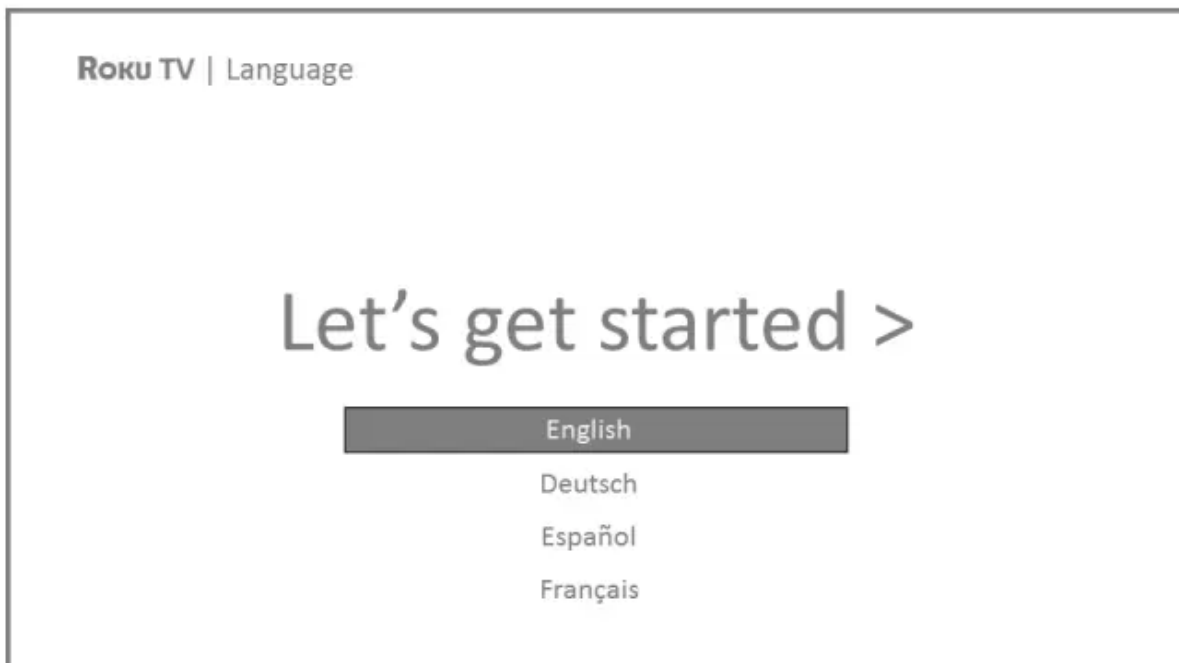 ROKU TV | Language
Let’s get started >
English
Deutsch
Español
Français